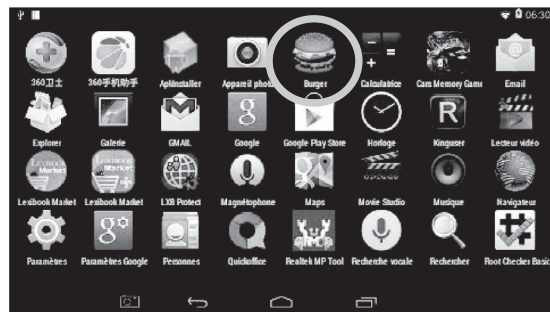 06:30
360卫士 360手机助手 ApkInstaller Appareil photo Burger Calculatrice Cars Memory Game Email
Explorer Galerie GMAIL Google Google Play Store Horloge Kinguser Lecteur vidéo
Lexibook Market Lexibook Market LXB Protect Magnétophone Maps Movie Studio Musique Navigateur
Paramètres Paramètres Google Personnes Quickoffice Realtek MP Tool Recherche vocale Rechercher Root Checker Basic